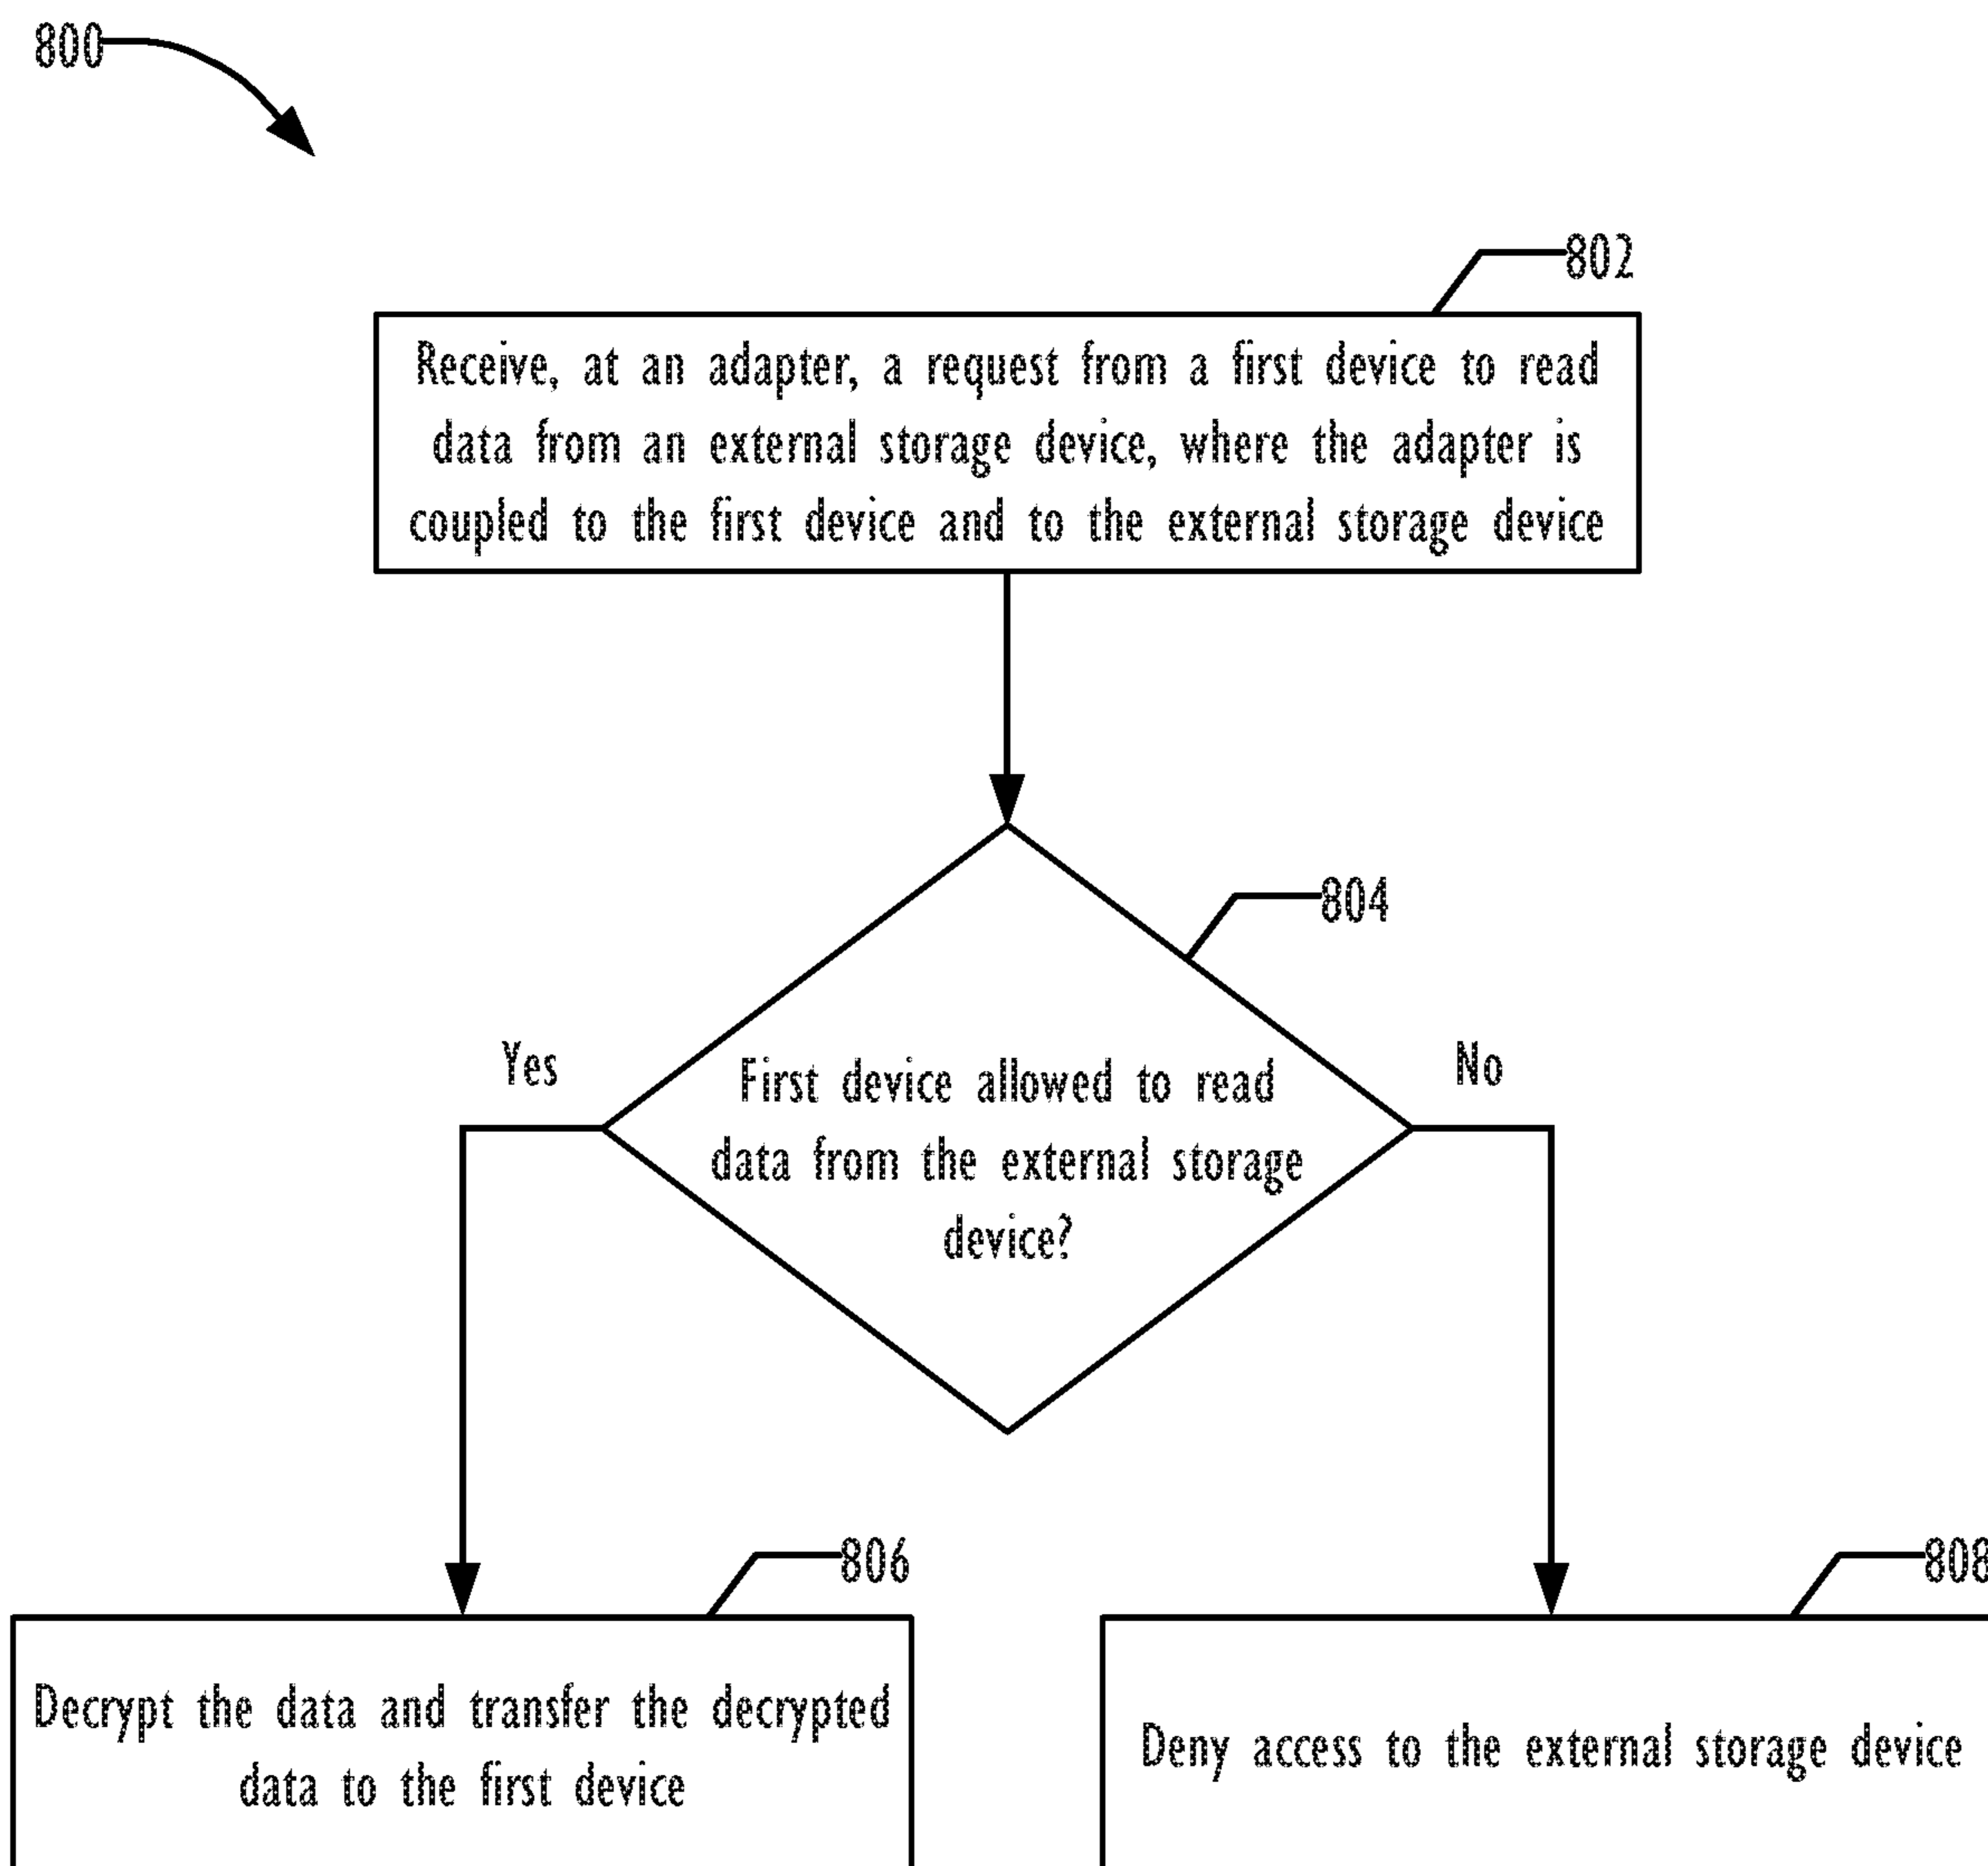 800
802
Receive, at an adapter, a request from a first device to read
data from an external storage device, where the adapter is
coupled to the first device and to the external storage device
804
Yes
No
First device allowed to read
data from the external storage
device?
806
808
Decrypt the data and transfer the decrypted
data to the first device
Deny access to the external storage device